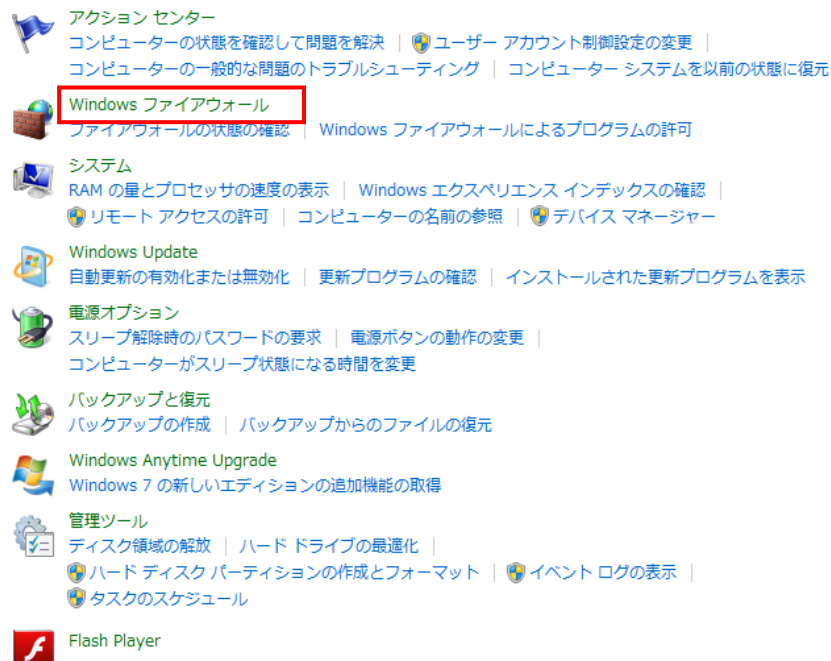 アクション センター
コンピューターの状態を確認して問題を解決 | ユーザー アカウント制御設定の変更 |
コンピューターの一般的な問題のトラブルシューティング | コンピューター システムを以前の状態に復元
Windows ファイアウォール
ファイアウォールの状態の確認 | Windows ファイアウォールによるプログラムの許可
システム
RAM の量とプロセッサの速度の表示 | Windows エクスペリエンス インデックスの確認 |
リモート アクセスの許可 | コンピューターの名前の参照 | デバイス マネージャー
Windows Update
自動更新の有効化または無効化 | 更新プログラムの確認 | インストールされた更新プログラムを表示
電源オプション
スリープ解除時のパスワードの要求 | 電源ボタンの動作の変更 |
コンピューターがスリープ状態になる時間を変更
バックアップと復元
バックアップの作成 | バックアップからのファイルの復元
Windows Anytime Upgrade
Windows 7 の新しいエディションの追加機能の取得
管理ツール
ディスク領域の解放 | ハード ドライブの最適化 |
ハード ディスク パーティションの作成とフォーマット | イベント ログの表示 |
タスクのスケジュール
Flash Player